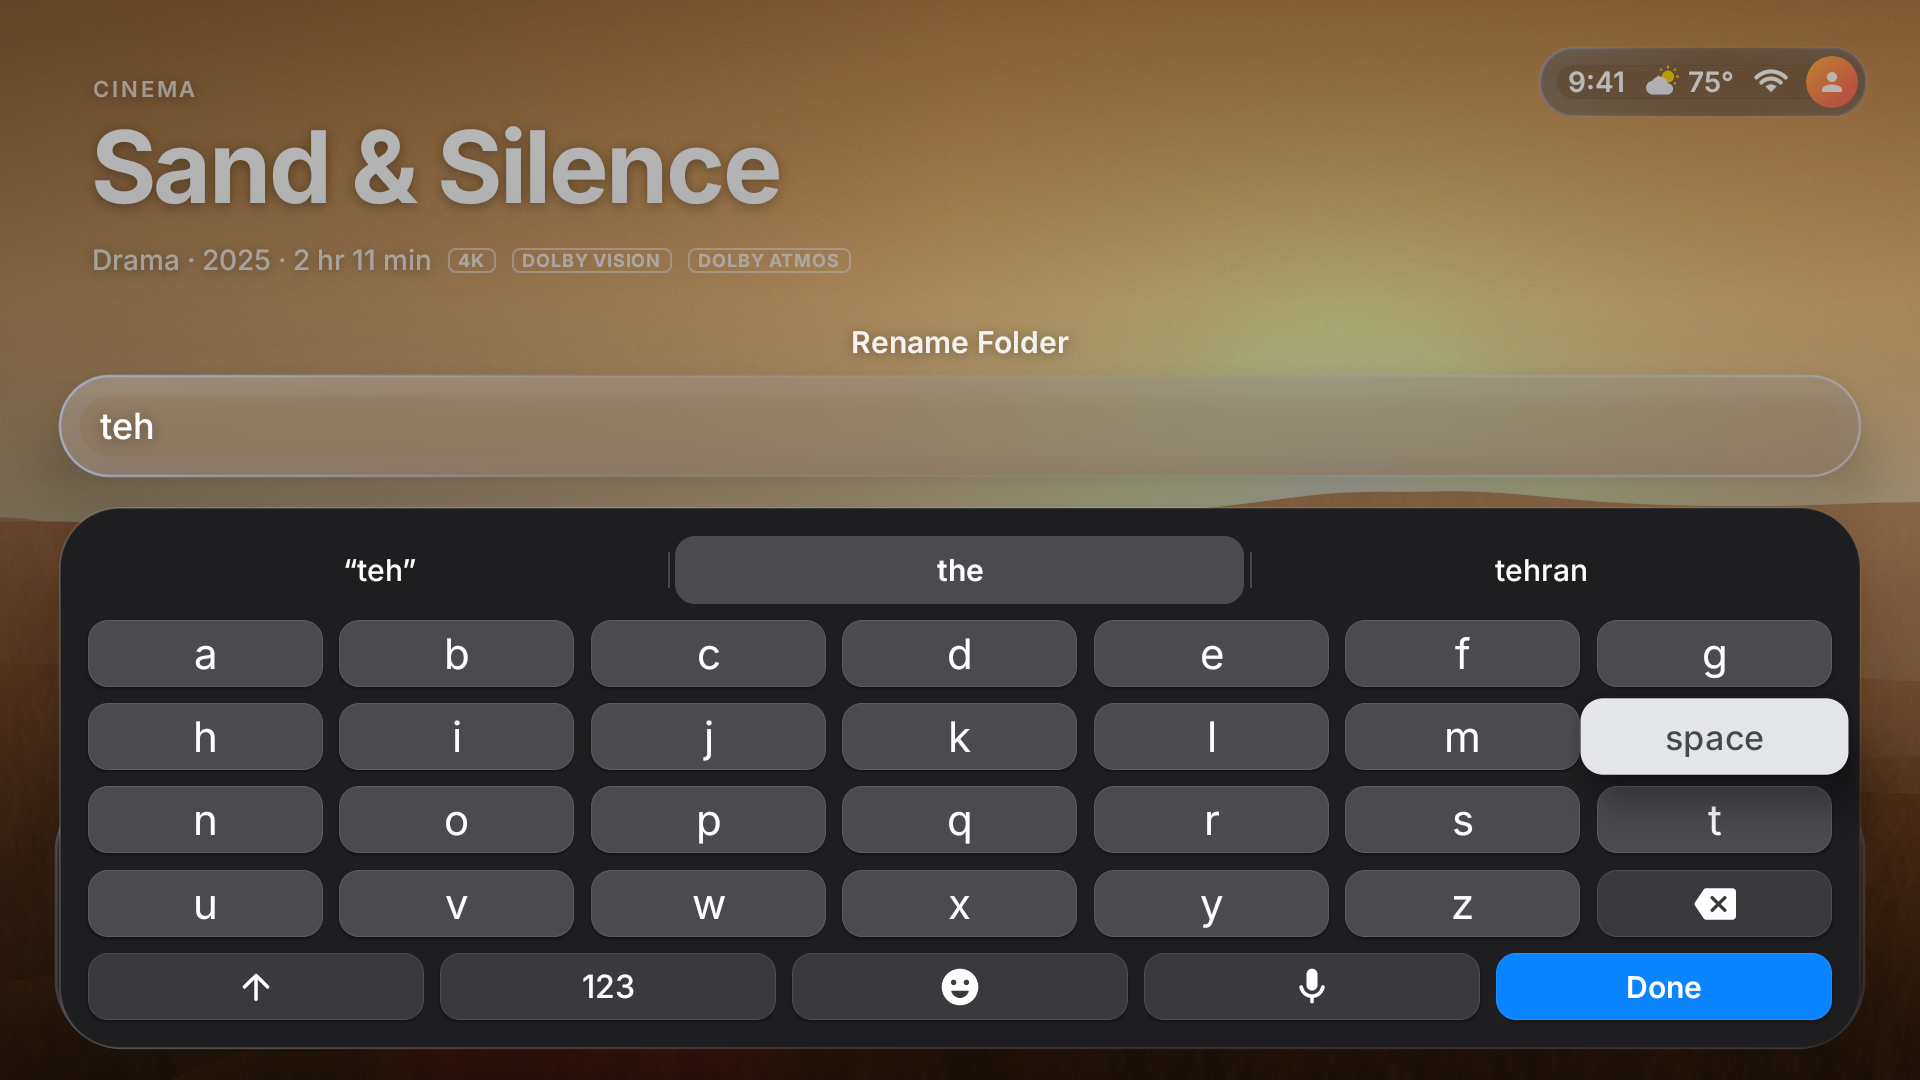 CINEMA
9:41 75°
Sand & Silence
Drama · 2025 · 2 hr 11 min 4K DOLBY VISION DOLBY ATMOS
Rename Folder
teh
“teh” the tehran
a b c d e f g
h i j k l m space
n o p q r s t
u v w x y z
123 Done